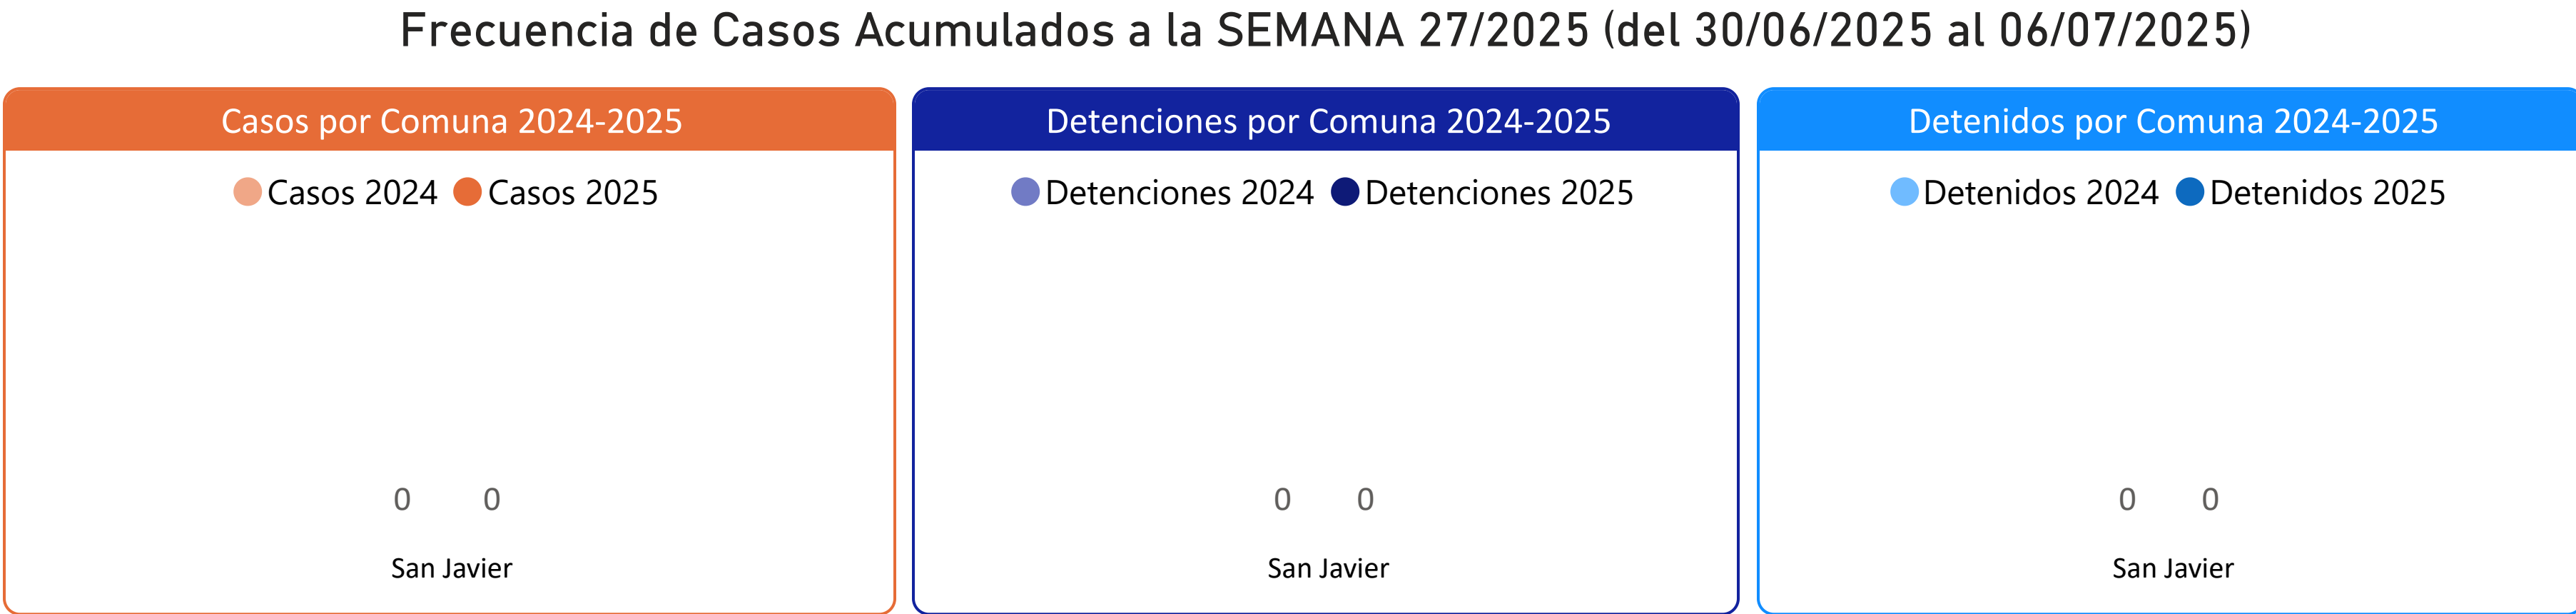 Frecuencia de Casos Acumulados a la SEMANA 27/2025 (del 30/06/2025 al 06/07/2025)
Casos por Comuna 2024-2025
Casos 2024 Casos 2025
0 0
San Javier
Detenciones por Comuna 2024-2025
Detenciones 2024 Detenciones 2025
0 0
San Javier
Detenidos por Comuna 2024-2025
Detenidos 2024 Detenidos 2025
0 0
San Javier